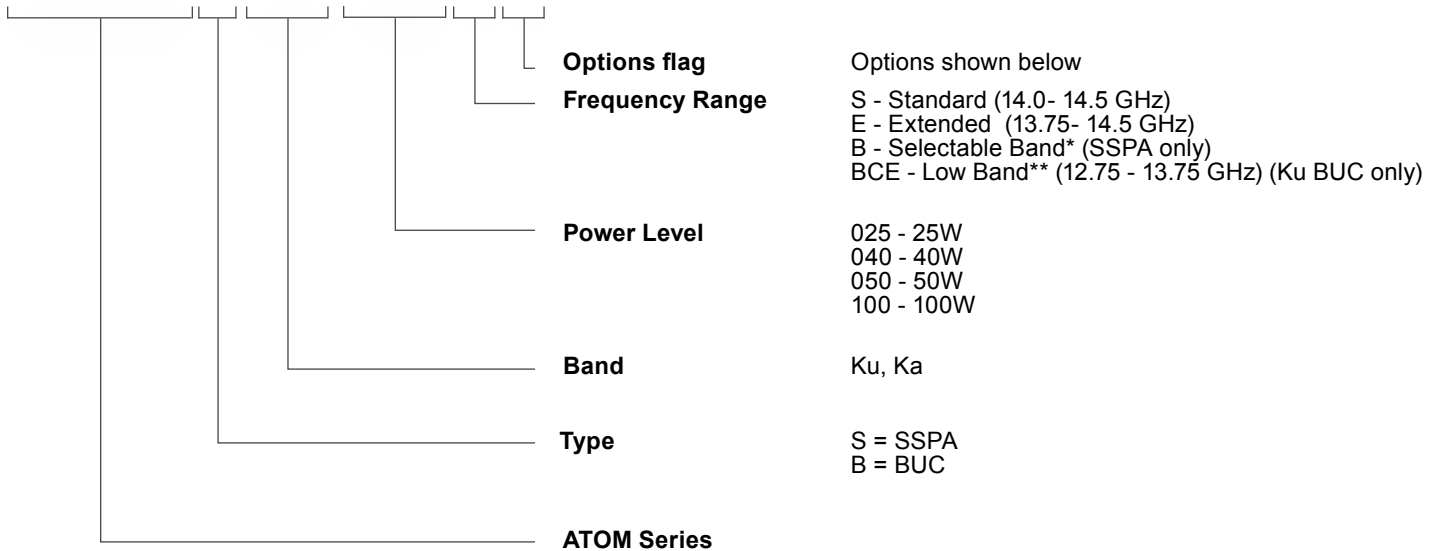 Options flag Options shown below
Frequency Range S - Standard (14.0- 14.5 GHz)
E - Extended (13.75- 14.5 GHz)
B - Selectable Band* (SSPA only)
BCE - Low Band** (12.75 - 13.75 GHz) (Ku BUC only)
Power Level 025 - 25W
040 - 40W
050 - 50W
100 - 100W
Band Ku, Ka
Type S = SSPA
B = BUC
ATOM Series